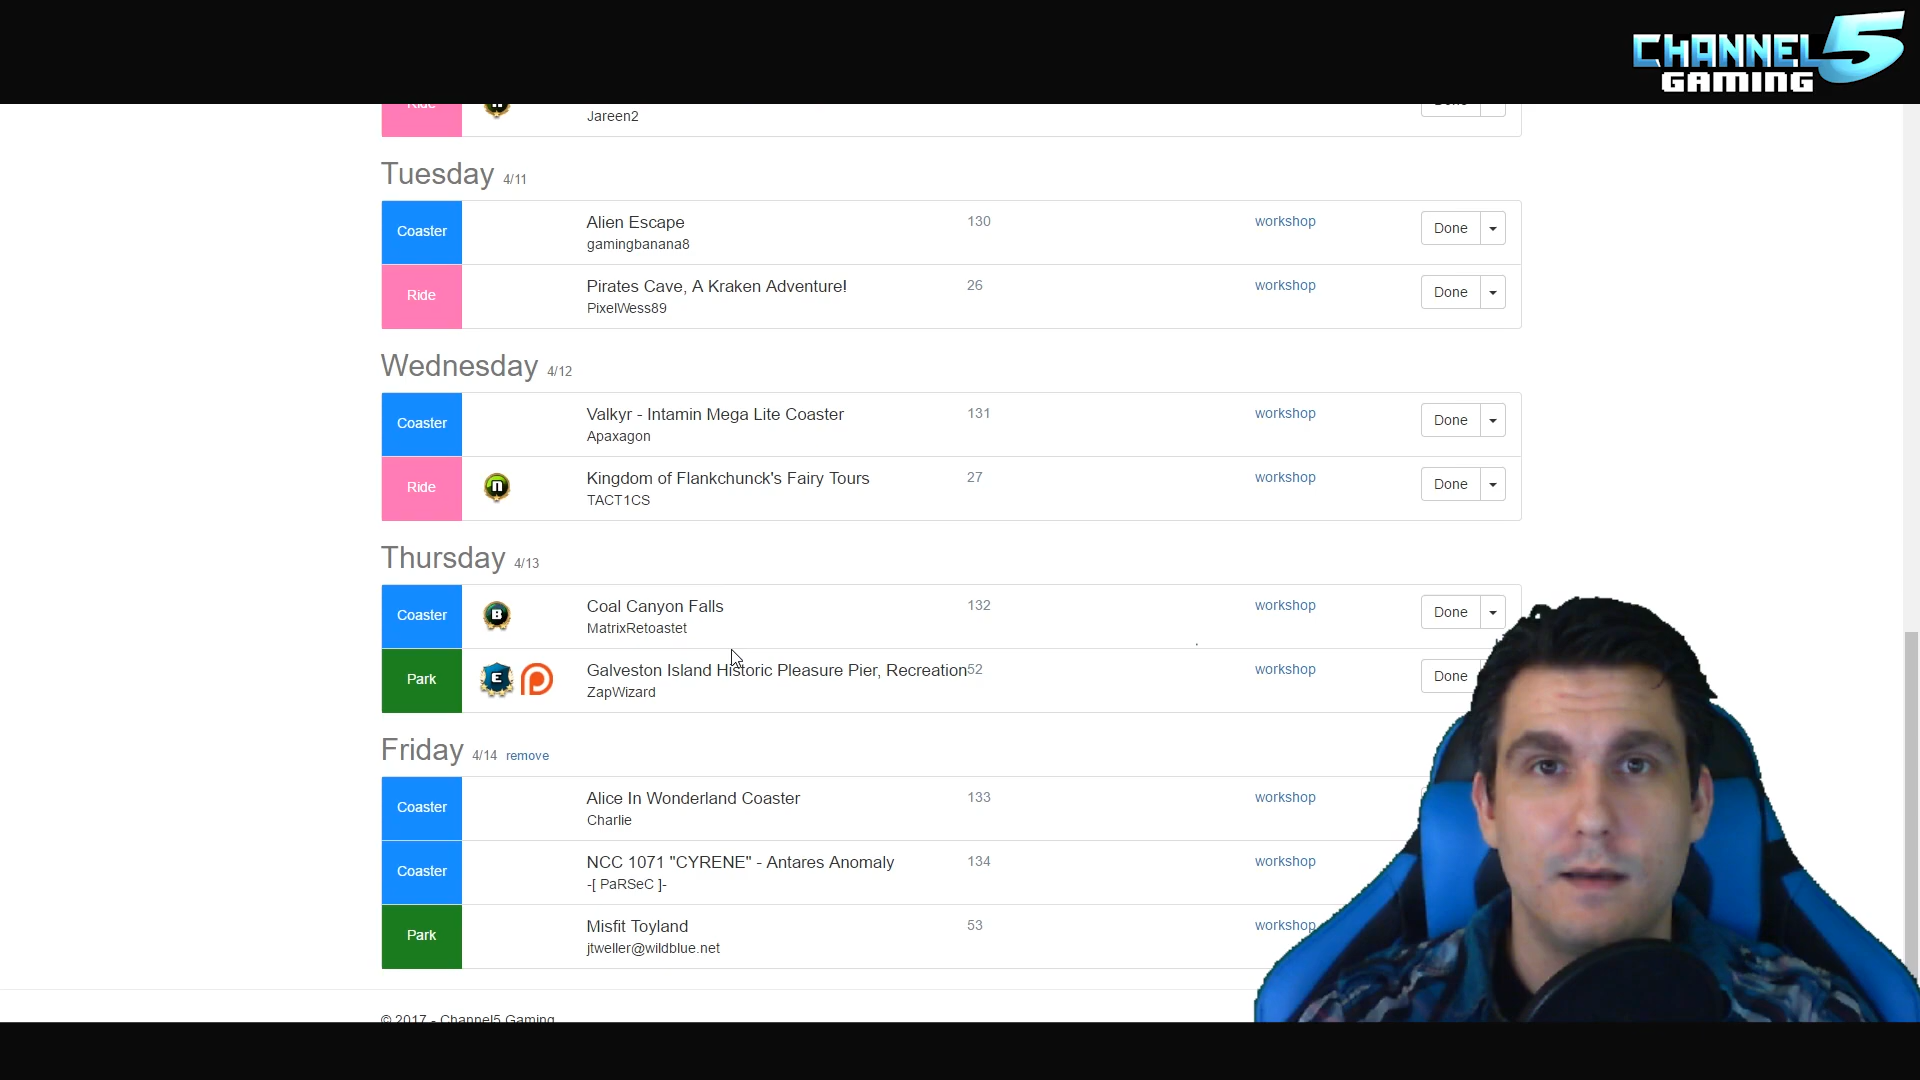 CHANNEL 5
GAMING
Ride
Jareen2
Done
Tuesday 4/11
Coaster
Alien Escape
130
workshop
Done
gamingbanana8
Ride
Pirates Cave, A Kraken Adventure!
26
workshop
Done
PixelWess89
Wednesday 4/12
Coaster
Valkyr - Intamin Mega Lite Coaster
131
workshop
Done
Apaxagon
Ride
n
Kingdom of Flankchunck's Fairy Tours
27
workshop
Done
TACT1CS
Thursday 4/13
Coaster
B
Coal Canyon Falls
132
workshop
Done
MatrixRetoastet
Park
E
Galveston Island Historic Pleasure Pier, Recreation
52
workshop
Done
ZapWizard
Friday 4/14 remove
Coaster
Alice In Wonderland Coaster
133
workshop
Charlie
Coaster
NCC 1071 "CYRENE" - Antares Anomaly
134
workshop
-[ PaRSeC ]-
Park
Misfit Toyland
53
workshop
jtweller@wildblue.net
© 2017 - Channel5 Gaming